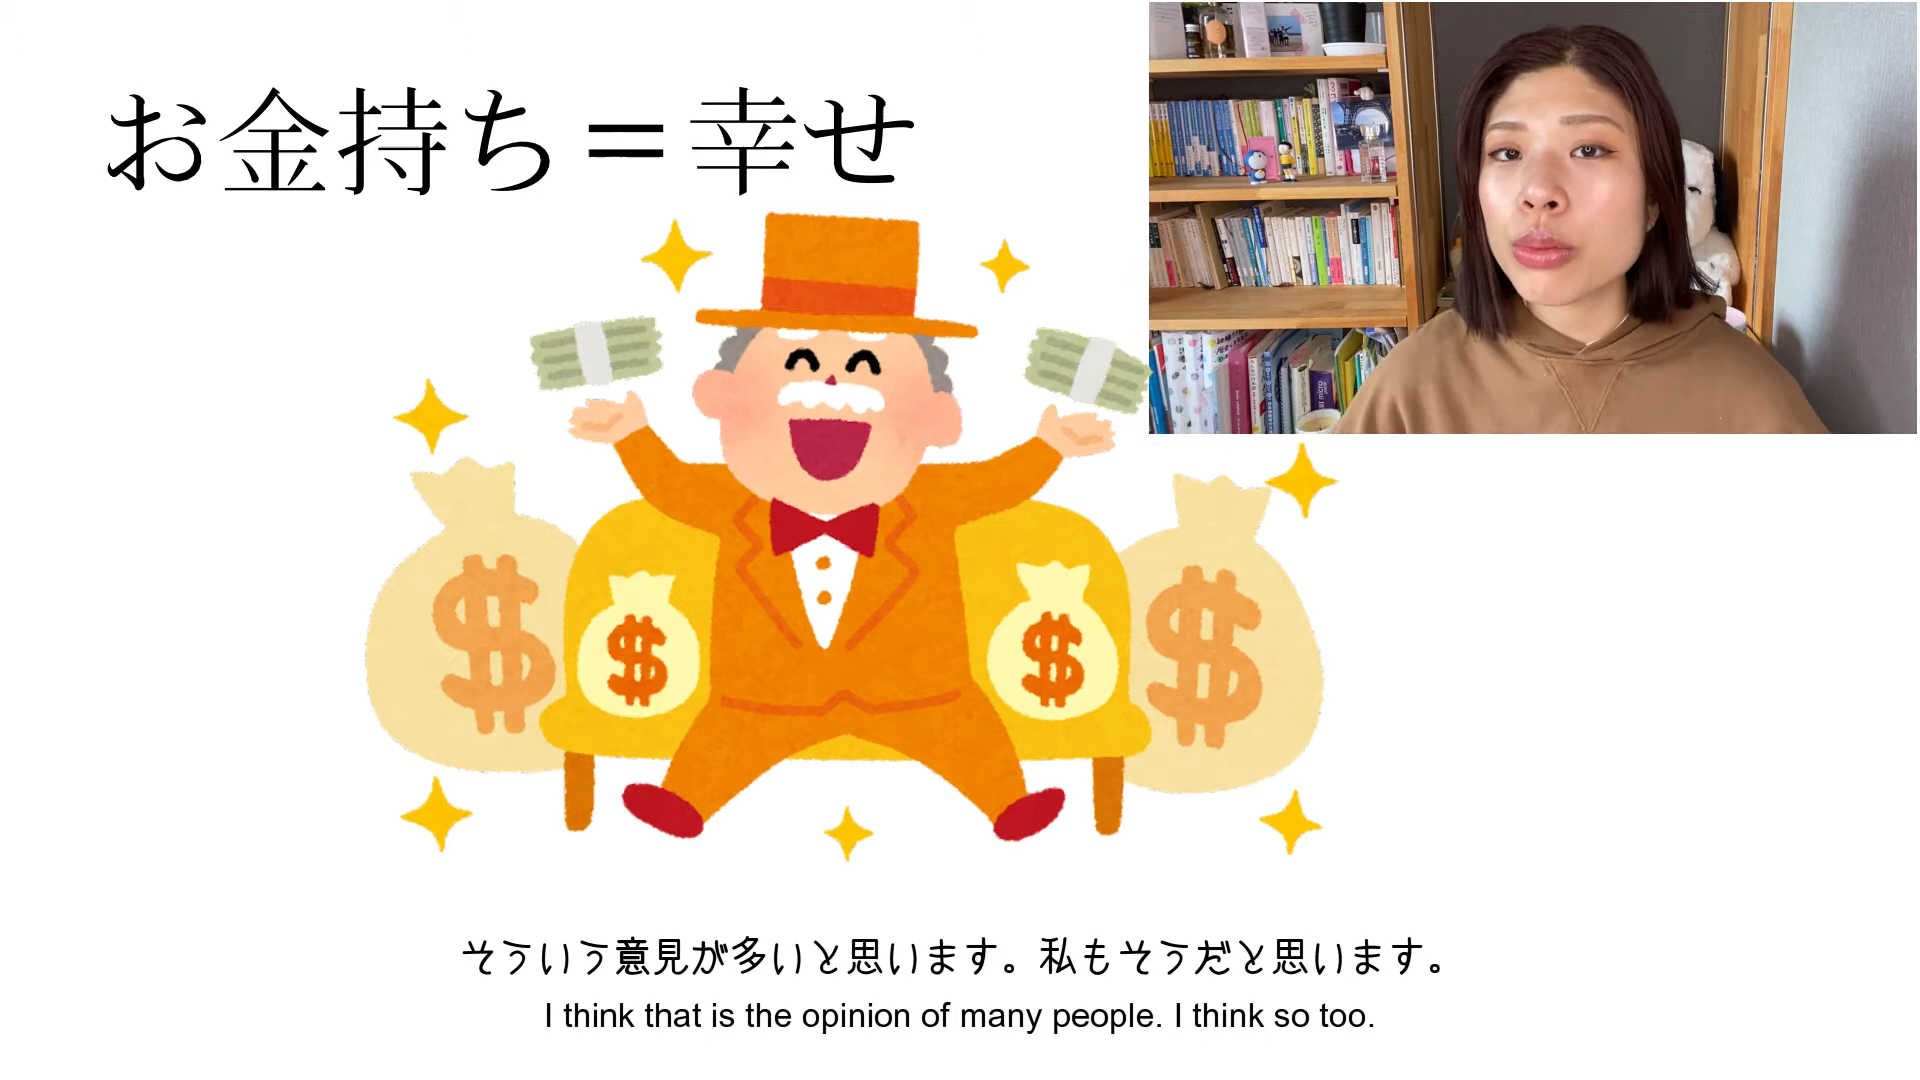 お金持ち＝幸せ
$
$
$
$
そういう意見が多いと思います。私もそうだと思います。
I think that is the opinion of many people. I think so too.